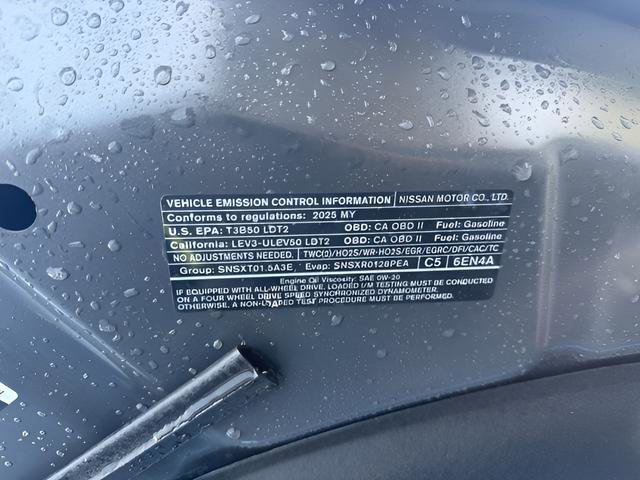 VEHICLE EMISSION CONTROL INFORMATION NISSAN MOTOR CO., LTD.
Conforms to regulations: 2025 MY
U.S. EPA: T3B50 LDT2 OBD: CA OBD II Fuel: Gasoline
California: LEV3-ULEV50 LDT2 OBD: CA OBD II Fuel: Gasoline
NO ADJUSTMENTS NEEDED. TWC(2)/HO2S/WR-HO2S/EGR/EGRC/DFI/CAC/TC
Group: SNSXT01.5A3E Evap: SNSXR0120PEA C5 6EN4A
Engine Oil Viscosity: SAE 0W-20
IF EQUIPPED WITH ALL-WHEEL DRIVE, LOADED I/M TESTING MUST BE CONDUCTED
ON A FOUR WHEEL DRIVE SPEED SYNCHRONIZED DYNAMOMETER.
OTHERWISE, A NON-LOADED TEST PROCEDURE MUST BE PERFORMED.